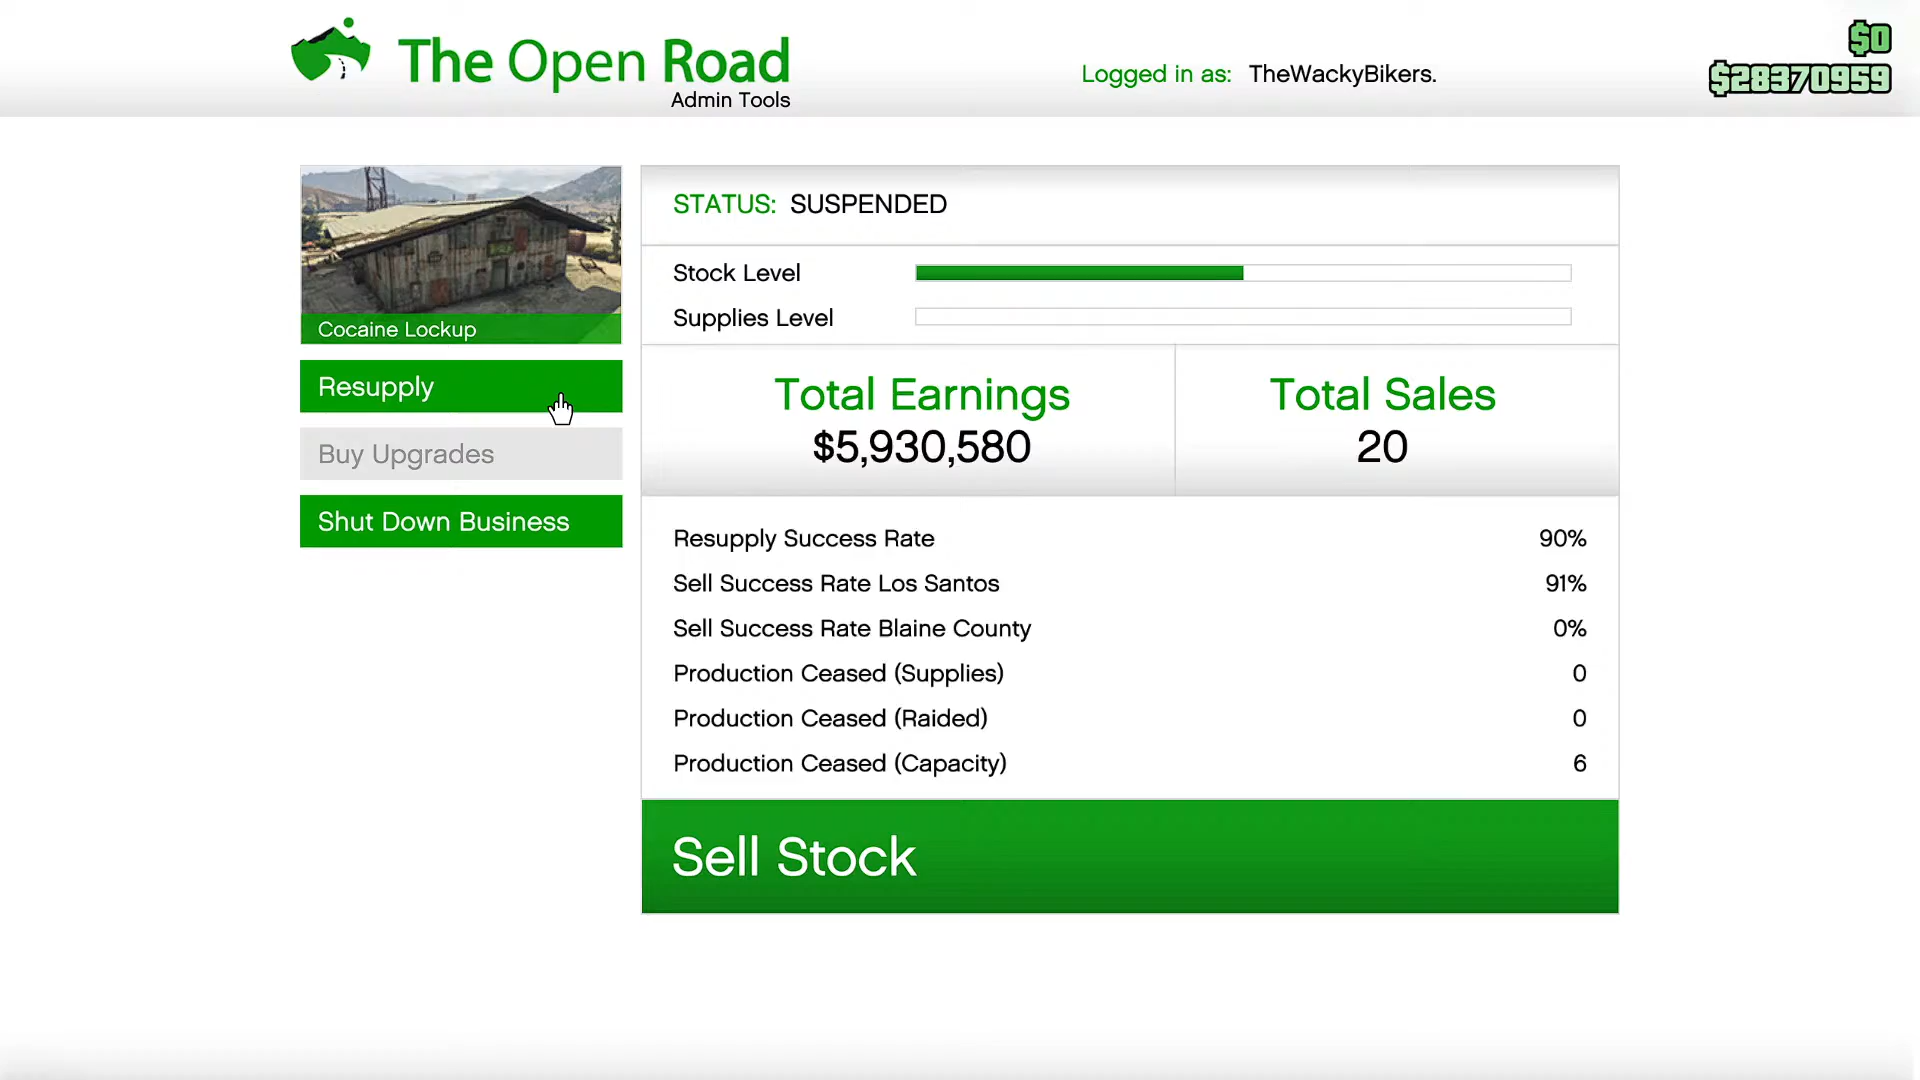 The Open Road
Admin Tools
Logged in as: TheWackyBikers.
$0
$28370959
Cocaine Lockup
Resupply
Buy Upgrades
Shut Down Business
STATUS: SUSPENDED
Stock Level
Supplies Level
Total Earnings
$5,930,580
Total Sales
20
Resupply Success Rate 90%
Sell Success Rate Los Santos 91%
Sell Success Rate Blaine County 0%
Production Ceased (Supplies) 0
Production Ceased (Raided) 0
Production Ceased (Capacity) 6
Sell Stock